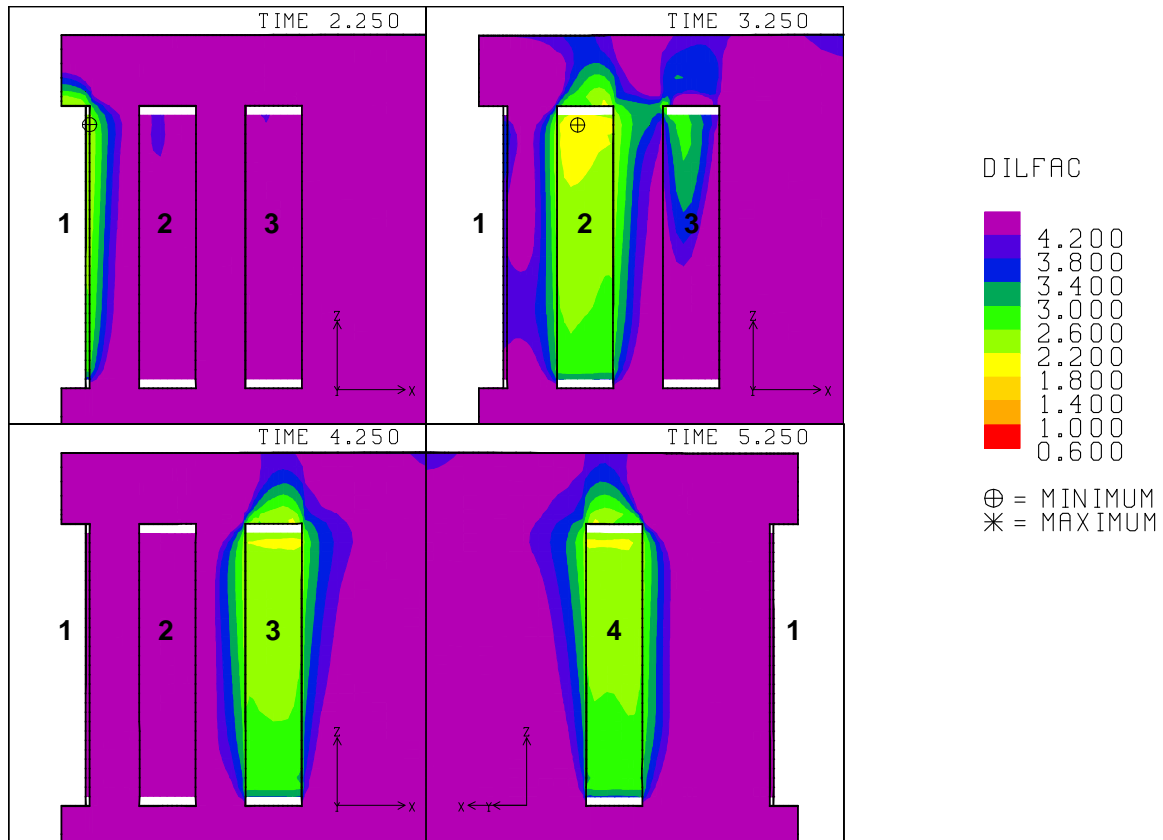 TIME 2.250
TIME 3.250
1
2
3
Z
Y
X
1
2
3
Z
Y
X
TIME 4.250
TIME 5.250
1
2
3
Z
Y
X
4
1
Z
X
Y
DILFAC
4.200
3.800
3.400
3.000
2.600
2.200
1.800
1.400
1.000
0.600
⊕ = MINIMUM
✳ = MAXIMUM